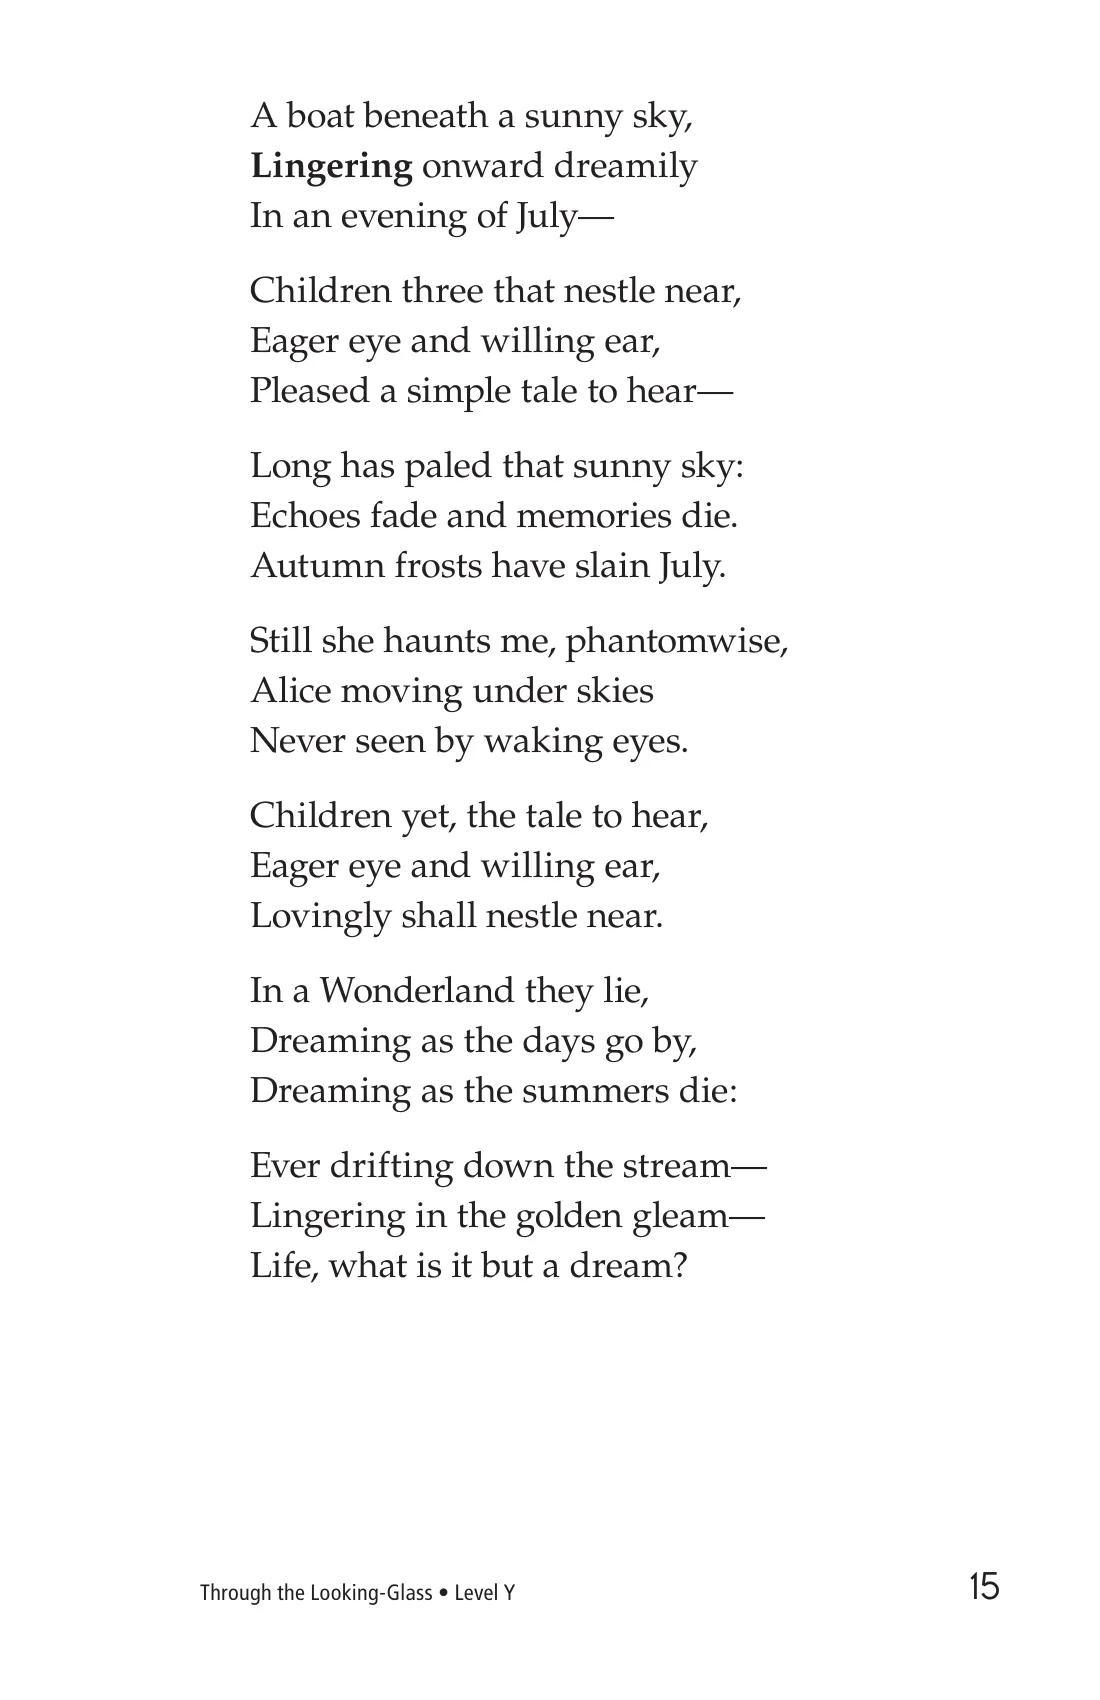 A boat beneath a sunny sky,
Lingering onward dreamily
In an evening of July—
Children three that nestle near,
Eager eye and willing ear,
Pleased a simple tale to hear—
Long has paled that sunny sky:
Echoes fade and memories die.
Autumn frosts have slain July.
Still she haunts me, phantomwise,
Alice moving under skies
Never seen by waking eyes.
Children yet, the tale to hear,
Eager eye and willing ear,
Lovingly shall nestle near.
In a Wonderland they lie,
Dreaming as the days go by,
Dreaming as the summers die:
Ever drifting down the stream—
Lingering in the golden gleam—
Life, what is it but a dream?
Through the Looking-Glass • Level Y 15